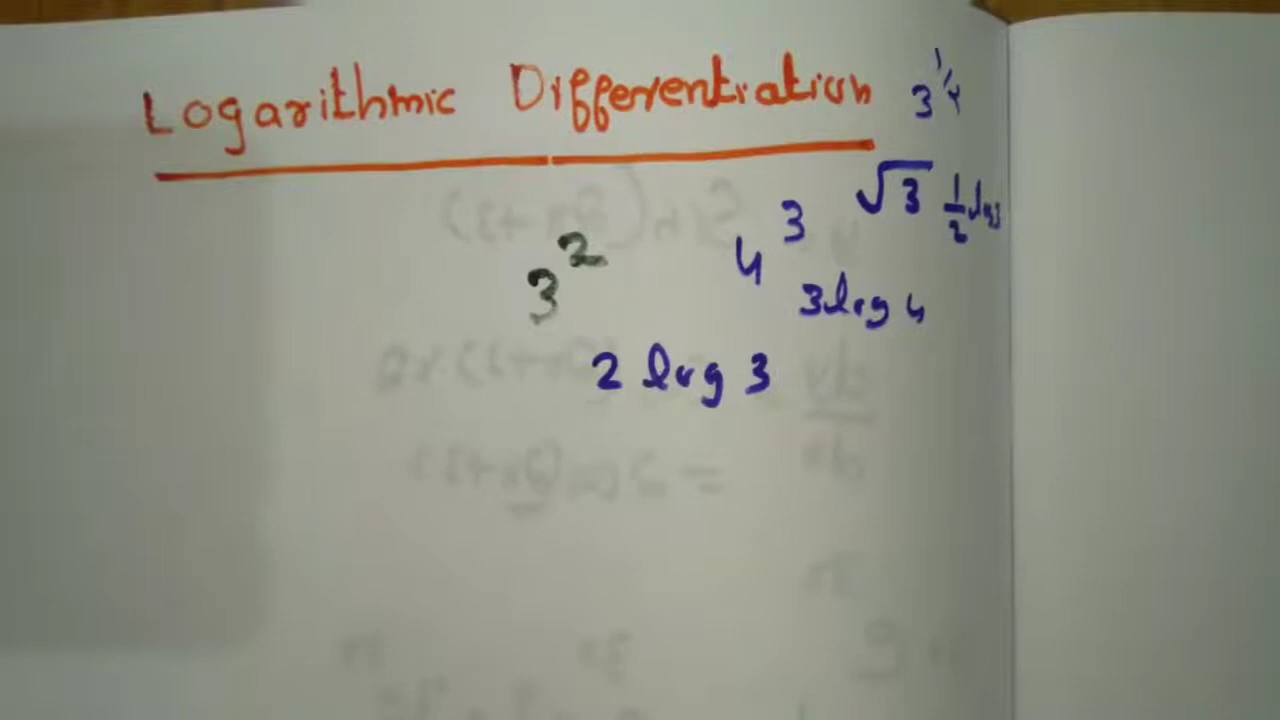 Logarithmic Differentiation
3^1/
√3 1/2 log 3
3^2
4^3
3 log 4
2 log 3